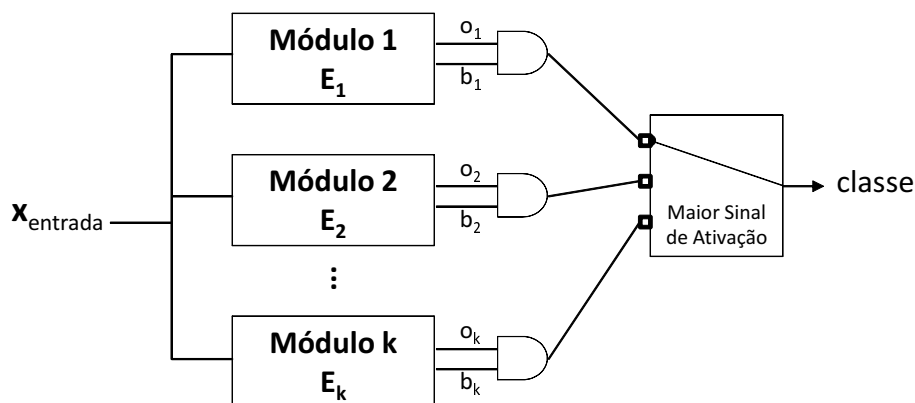 Módulo 1
E₁
o₁
b₁
Módulo 2
E₂
o₂
b₂
x entrada
classe
Maior Sinal
de Ativação
⋮
Módulo k
Eₖ
oₖ
bₖ